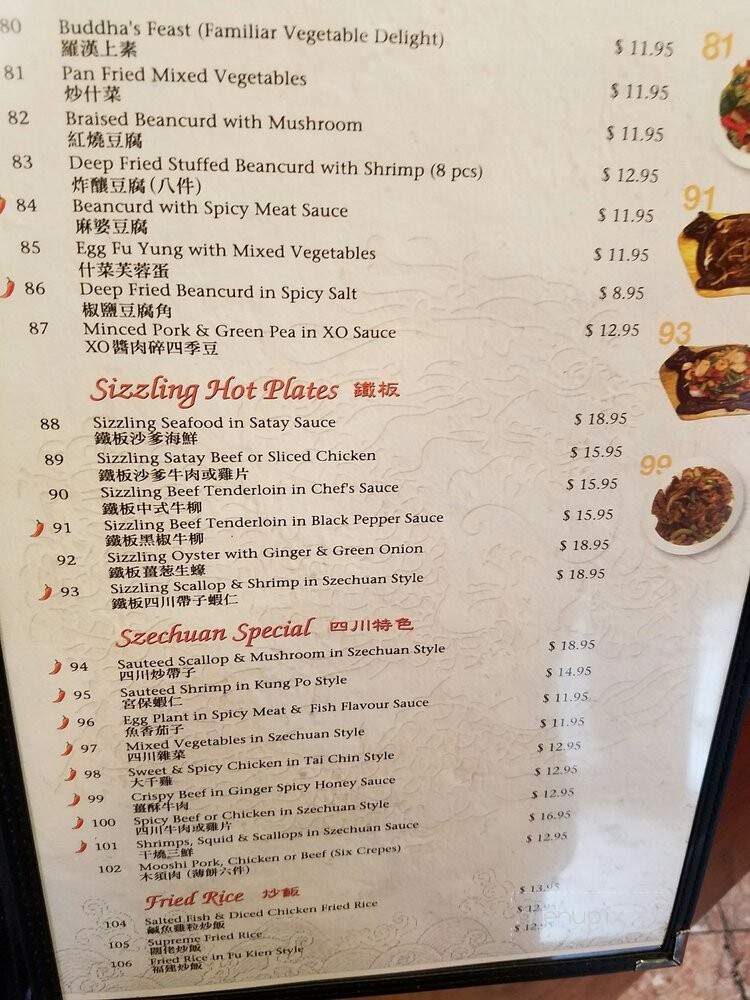 80 Buddha's Feast (Familiar Vegetable Delight) $ 11.95
羅漢上素
81 Pan Fried Mixed Vegetables $ 11.95
炒什菜
82 Braised Beancurd with Mushroom $ 11.95
紅燒豆腐
83 Deep Fried Stuffed Beancurd with Shrimp (8 pcs) $ 12.95
炸釀豆腐(八件)
84 Beancurd with Spicy Meat Sauce $ 11.95
麻婆豆腐
85 Egg Fu Yung with Mixed Vegetables $ 11.95
什菜芙蓉蛋
86 Deep Fried Beancurd in Spicy Salt $ 8.95
椒鹽豆腐角
87 Minced Pork & Green Pea in XO Sauce $ 12.95
XO醬肉碎四季豆
Sizzling Hot Plates 鐵板
88 Sizzling Seafood in Satay Sauce $ 18.95
鐵板沙爹海鮮
89 Sizzling Satay Beef or Sliced Chicken $ 15.95
鐵板沙爹牛肉或雞片
90 Sizzling Beef Tenderloin in Chef's Sauce $ 15.95
鐵板中式牛柳
91 Sizzling Beef Tenderloin in Black Pepper Sauce $ 15.95
鐵板黑椒牛柳
92 Sizzling Oyster with Ginger & Green Onion $ 18.95
鐵板薑葱生蠔
93 Sizzling Scallop & Shrimp in Szechuan Style $ 18.95
鐵板四川帶子蝦仁
Szechuan Special 四川特色
94 Sauteed Scallop & Mushroom in Szechuan Style $ 18.95
四川炒帶子
95 Sauteed Shrimp in Kung Po Style $ 14.95
宮保蝦仁
96 Egg Plant in Spicy Meat & Fish Flavour Sauce $ 11.95
魚香茄子
97 Mixed Vegetables in Szechuan Style $ 11.95
四川雜菜
98 Sweet & Spicy Chicken in Tai Chin Style $ 12.95
大千雞
99 Crispy Beef in Ginger Spicy Honey Sauce $ 12.95
薑酥牛肉
100 Spicy Beef or Chicken in Szechuan Style $ 12.95
四川牛肉或雞片
101 Shrimps, Squid & Scallops in Szechuan Sauce $ 16.95
干燒三鮮
102 Mooshi Pork, Chicken or Beef (Six Crepes) $ 12.95
木須肉 (薄餅六件)
Fried Rice 炒飯
104 Salted Fish & Diced Chicken Fried Rice $ 13.95
鹹魚雞粒炒飯
105 Supreme Fried Rice $ 12.95
闊佬炒飯
106 Fried Rice in Fu Kien Style $ 12.95
福建炒飯
81
91
93
99